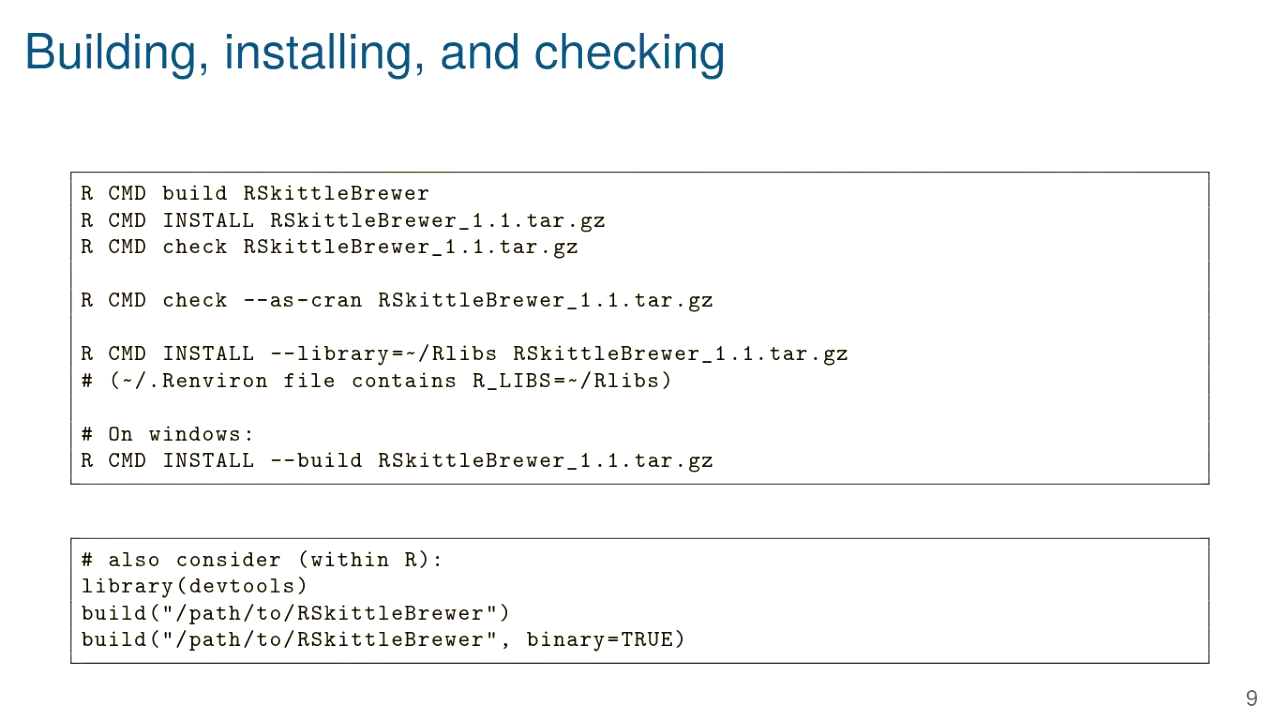 Building, installing, and checking
R CMD build RSkittleBrewer
R CMD INSTALL RSkittleBrewer_1.1.tar.gz
R CMD check RSkittleBrewer_1.1.tar.gz
R CMD check --as-cran RSkittleBrewer_1.1.tar.gz
R CMD INSTALL --library=~/Rlibs RSkittleBrewer_1.1.tar.gz
# (~/.Renviron file contains R_LIBS=~/Rlibs)
# On windows:
R CMD INSTALL --build RSkittleBrewer_1.1.tar.gz
# also consider (within R):
library(devtools)
build("/path/to/RSkittleBrewer")
build("/path/to/RSkittleBrewer", binary=TRUE)
9